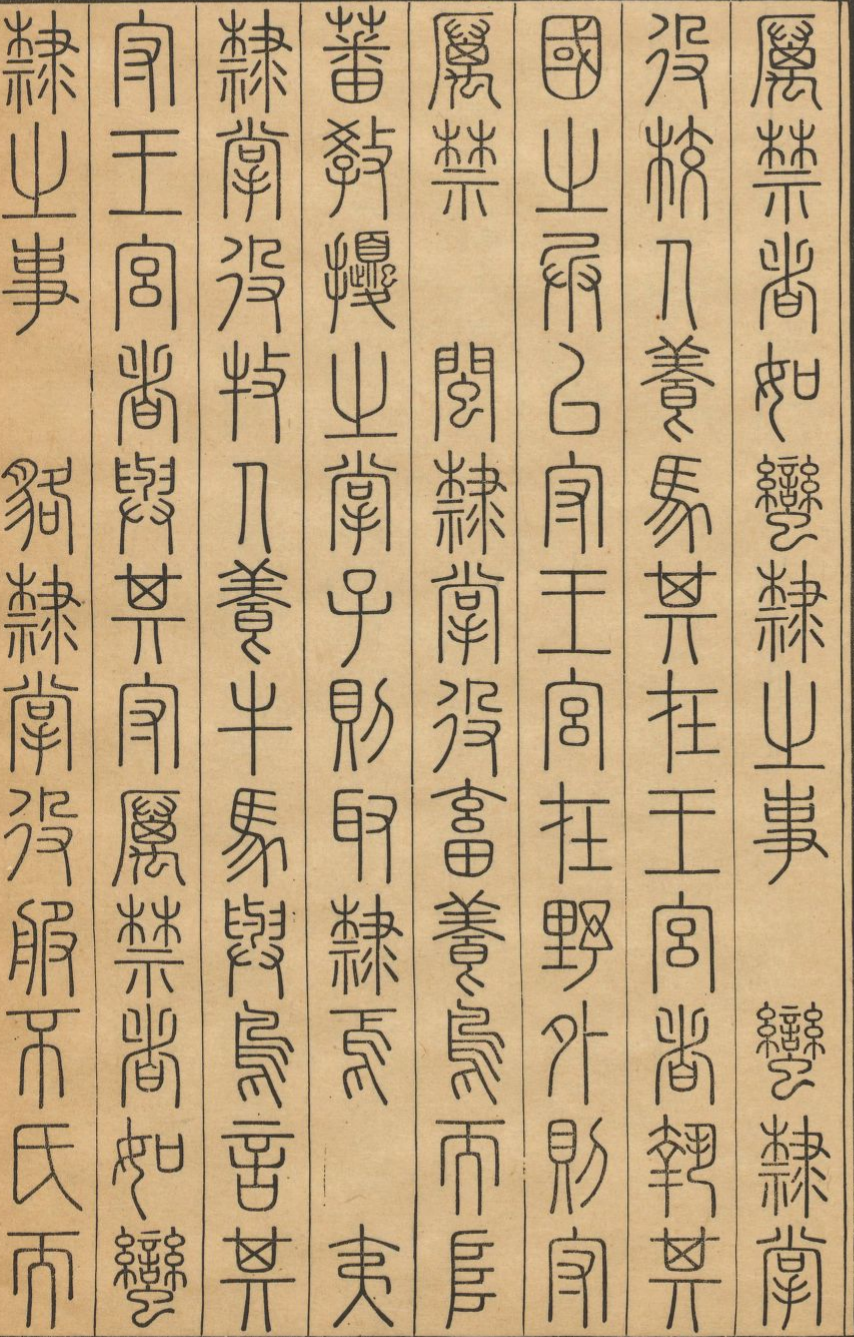 厲禁者如蠻隸之事　蠻隸掌
役校人養馬其在王宮者執其
國之兵以守王宮在野外則守
厲禁　閩隸掌役畜養鳥而阜
蕃教擾之掌子則取隸焉　夷
隸掌役牧人養牛馬與鳥言其
守王宮者與其守厲禁者如蠻
隸之事　貉隸掌役服不氏而